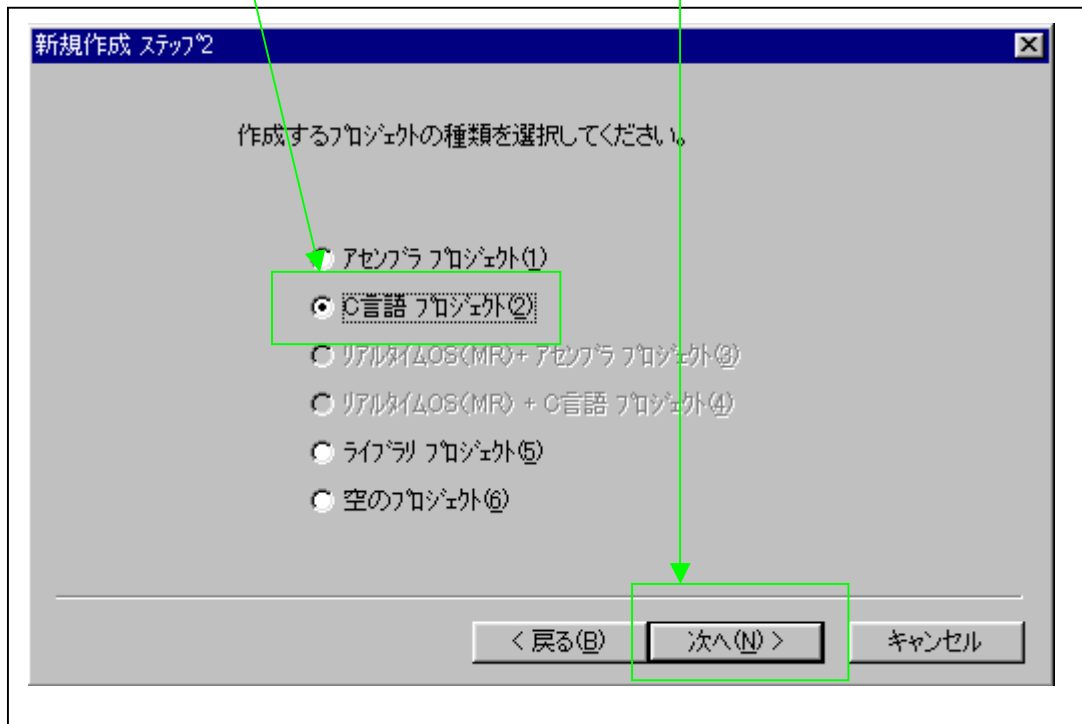 新規作成 ステップ2
作成するプロジェクトの種類を選択してください。
アセンブラ プロジェクト(1)
C言語 プロジェクト(2)
リアルタイムOS(MR)+ アセンブラ プロジェクト(3)
リアルタイムOS(MR) + C言語 プロジェクト(4)
ライブラリ プロジェクト(5)
空のプロジェクト(6)
< 戻る(B) 次へ(N) > キャンセル